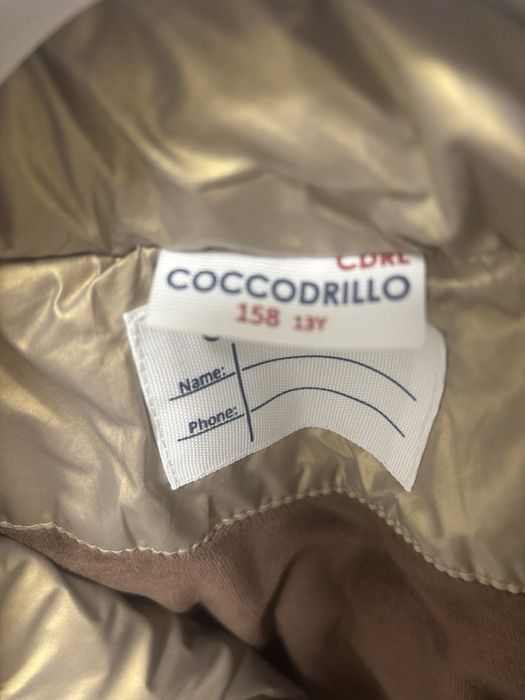 CDRL
COCCODRILLO
158 13Y
Name:
Phone: